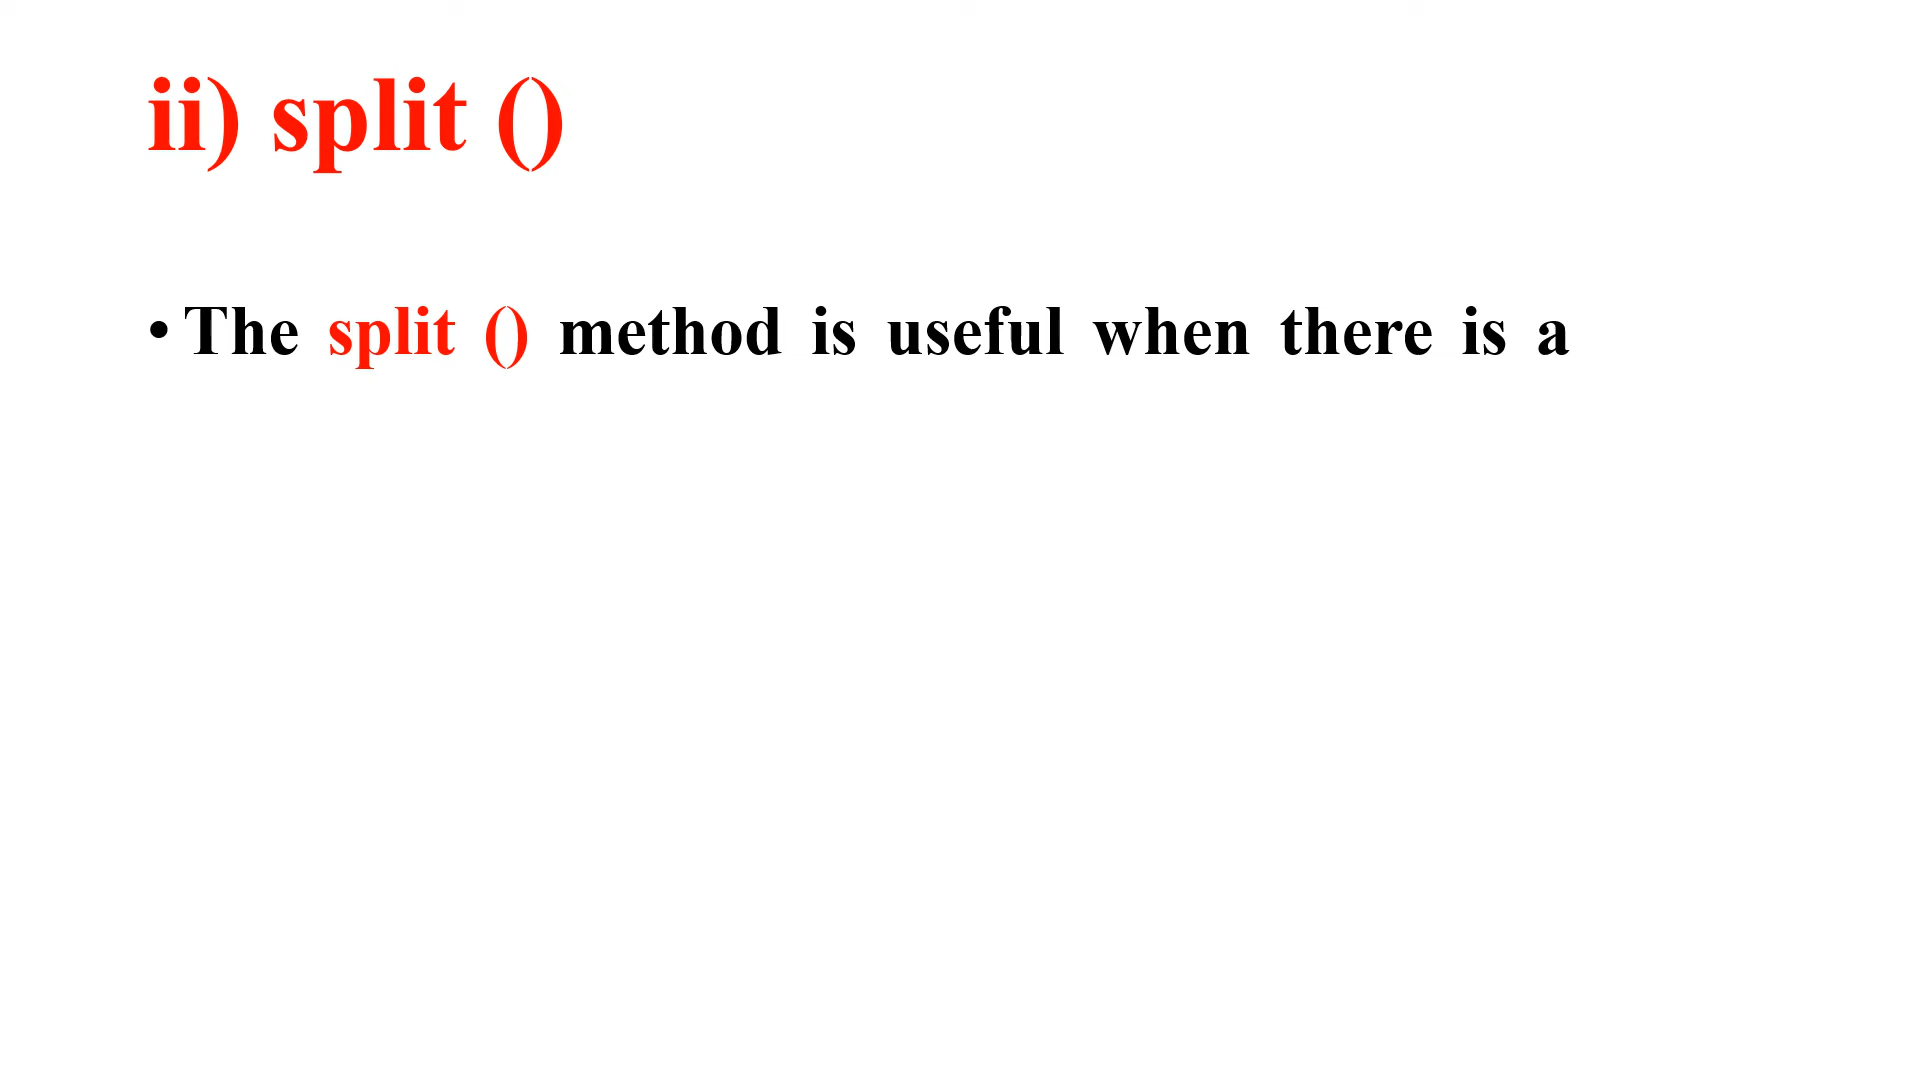 ii) split ()
• The split () method is useful when there is a